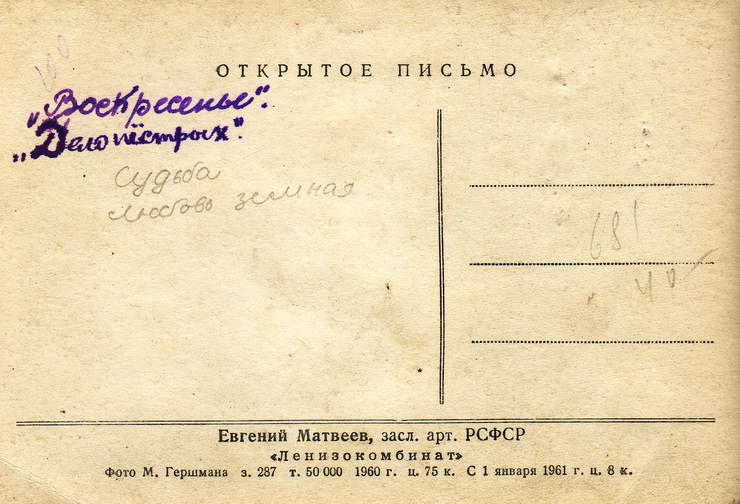 ОТКРЫТОЕ ПИСЬМО
„Воскресенье".
„Дело пёстрых".
Судьба
любовь земная
681
40
Евгений Матвеев, засл. арт. РСФСР
«Ленизокомбинат»
Фото М. Гершмана з. 287 т. 50 000 1960 г. ц. 75 к. С 1 января 1961 г. ц. 8 к.